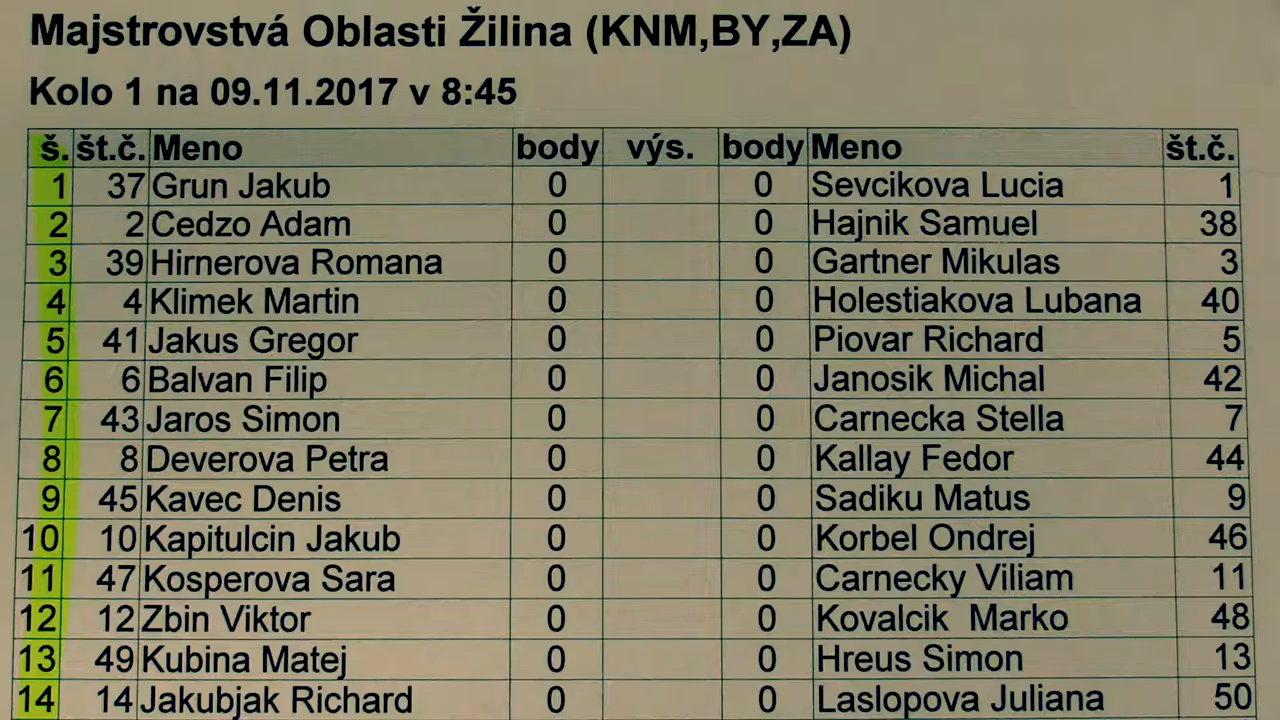 Majstrovstvá Oblasti Žilina (KNM,BY,ZA)
Kolo 1 na 09.11.2017 v 8:45
š. št.č. Meno body výs. body Meno št.č.
1 37 Grun Jakub 0 0 Sevcikova Lucia 1
2 2 Cedzo Adam 0 0 Hajnik Samuel 38
3 39 Hirnerova Romana 0 0 Gartner Mikulas 3
4 4 Klimek Martin 0 0 Holestiakova Lubana 40
5 41 Jakus Gregor 0 0 Piovar Richard 5
6 6 Balvan Filip 0 0 Janosik Michal 42
7 43 Jaros Simon 0 0 Carnecka Stella 7
8 8 Deverova Petra 0 0 Kallay Fedor 44
9 45 Kavec Denis 0 0 Sadiku Matus 9
10 10 Kapitulcin Jakub 0 0 Korbel Ondrej 46
11 47 Kosperova Sara 0 0 Carnecky Viliam 11
12 12 Zbin Viktor 0 0 Kovalcik  Marko 48
13 49 Kubina Matej 0 0 Hreus Simon 13
14 14 Jakubjak Richard 0 0 Laslopova Juliana 50